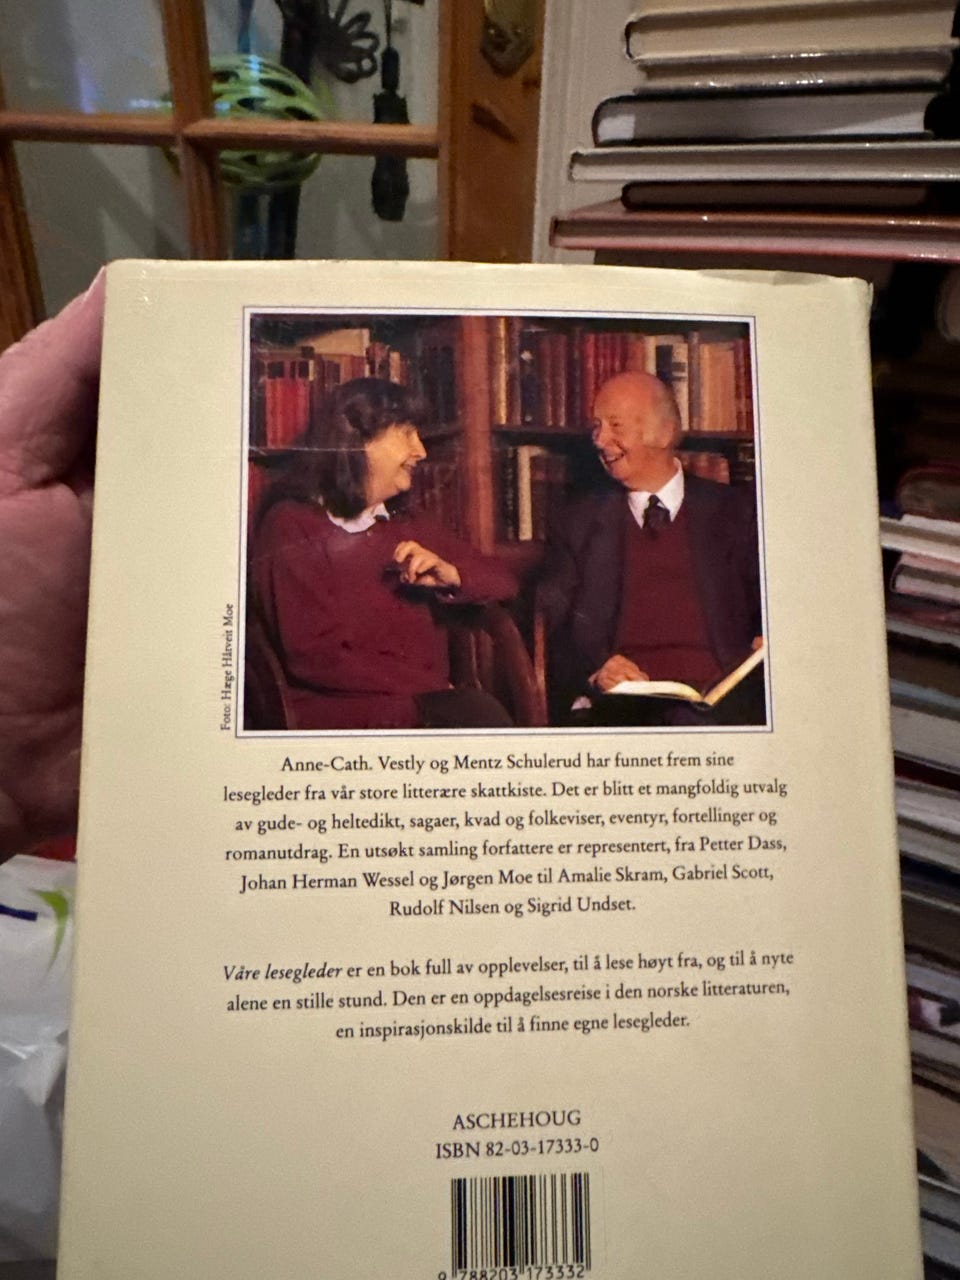 Foto: Hæge Hårveit Moe
Anne-Cath. Vestly og Mentz Schulerud har funnet frem sine
lesegleder fra vår store litterære skattkiste. Det er blitt et mangfoldig utvalg
av gude- og heltedikt, sagaer, kvad og folkeviser, eventyr, fortellinger og
romanutdrag. En utsøkt samling forfattere er representert, fra Petter Dass,
Johan Herman Wessel og Jørgen Moe til Amalie Skram, Gabriel Scott,
Rudolf Nilsen og Sigrid Undset.
Våre lesegleder er en bok full av opplevelser, til å lese høyt fra, og til å nyte
alene en stille stund. Den er en oppdagelsesreise i den norske litteraturen,
en inspirasjonskilde til å finne egne lesegleder.
ASCHEHOUG
ISBN 82-03-17333-0
9 788203 173332